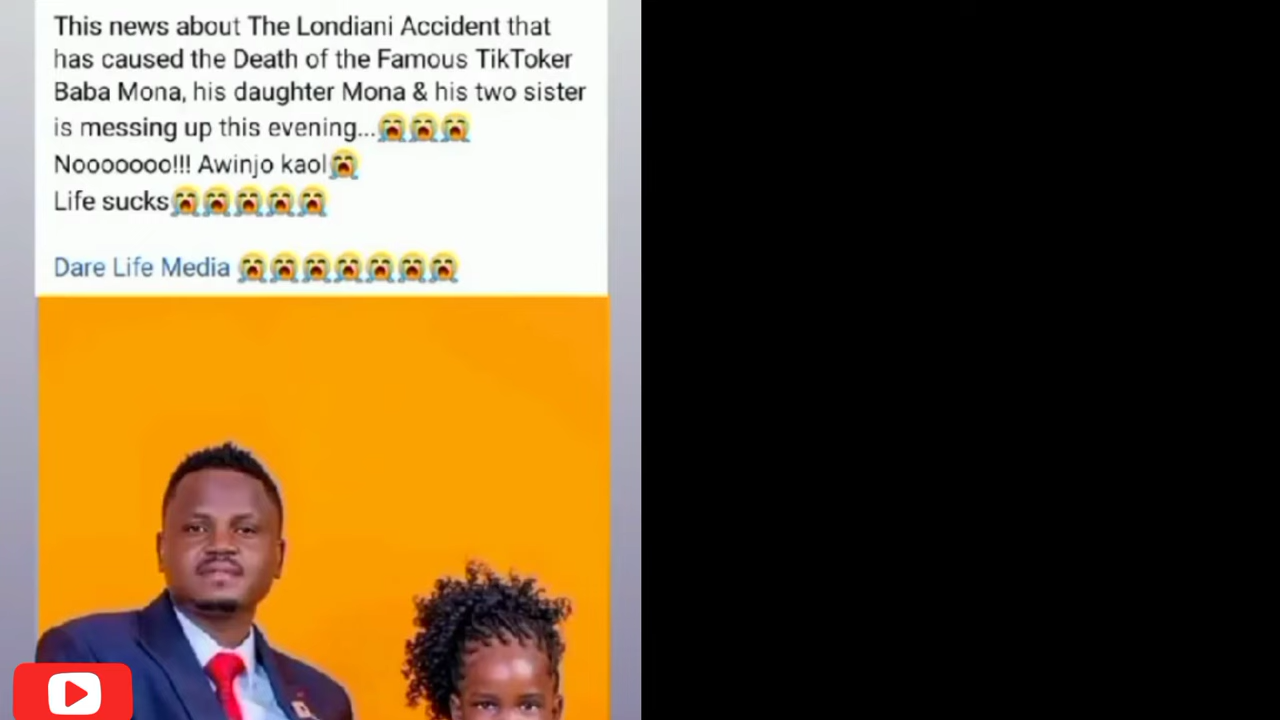 This news about The Londiani Accident that
has caused the Death of the Famous TikToker
Baba Mona, his daughter Mona & his two sister
is messing up this evening...😭😭😭
Nooooooo!!! Awinjo kaol😭
Life sucks😭😭😭😭😭
Dare Life Media 😭😭😭😭😭😭😭